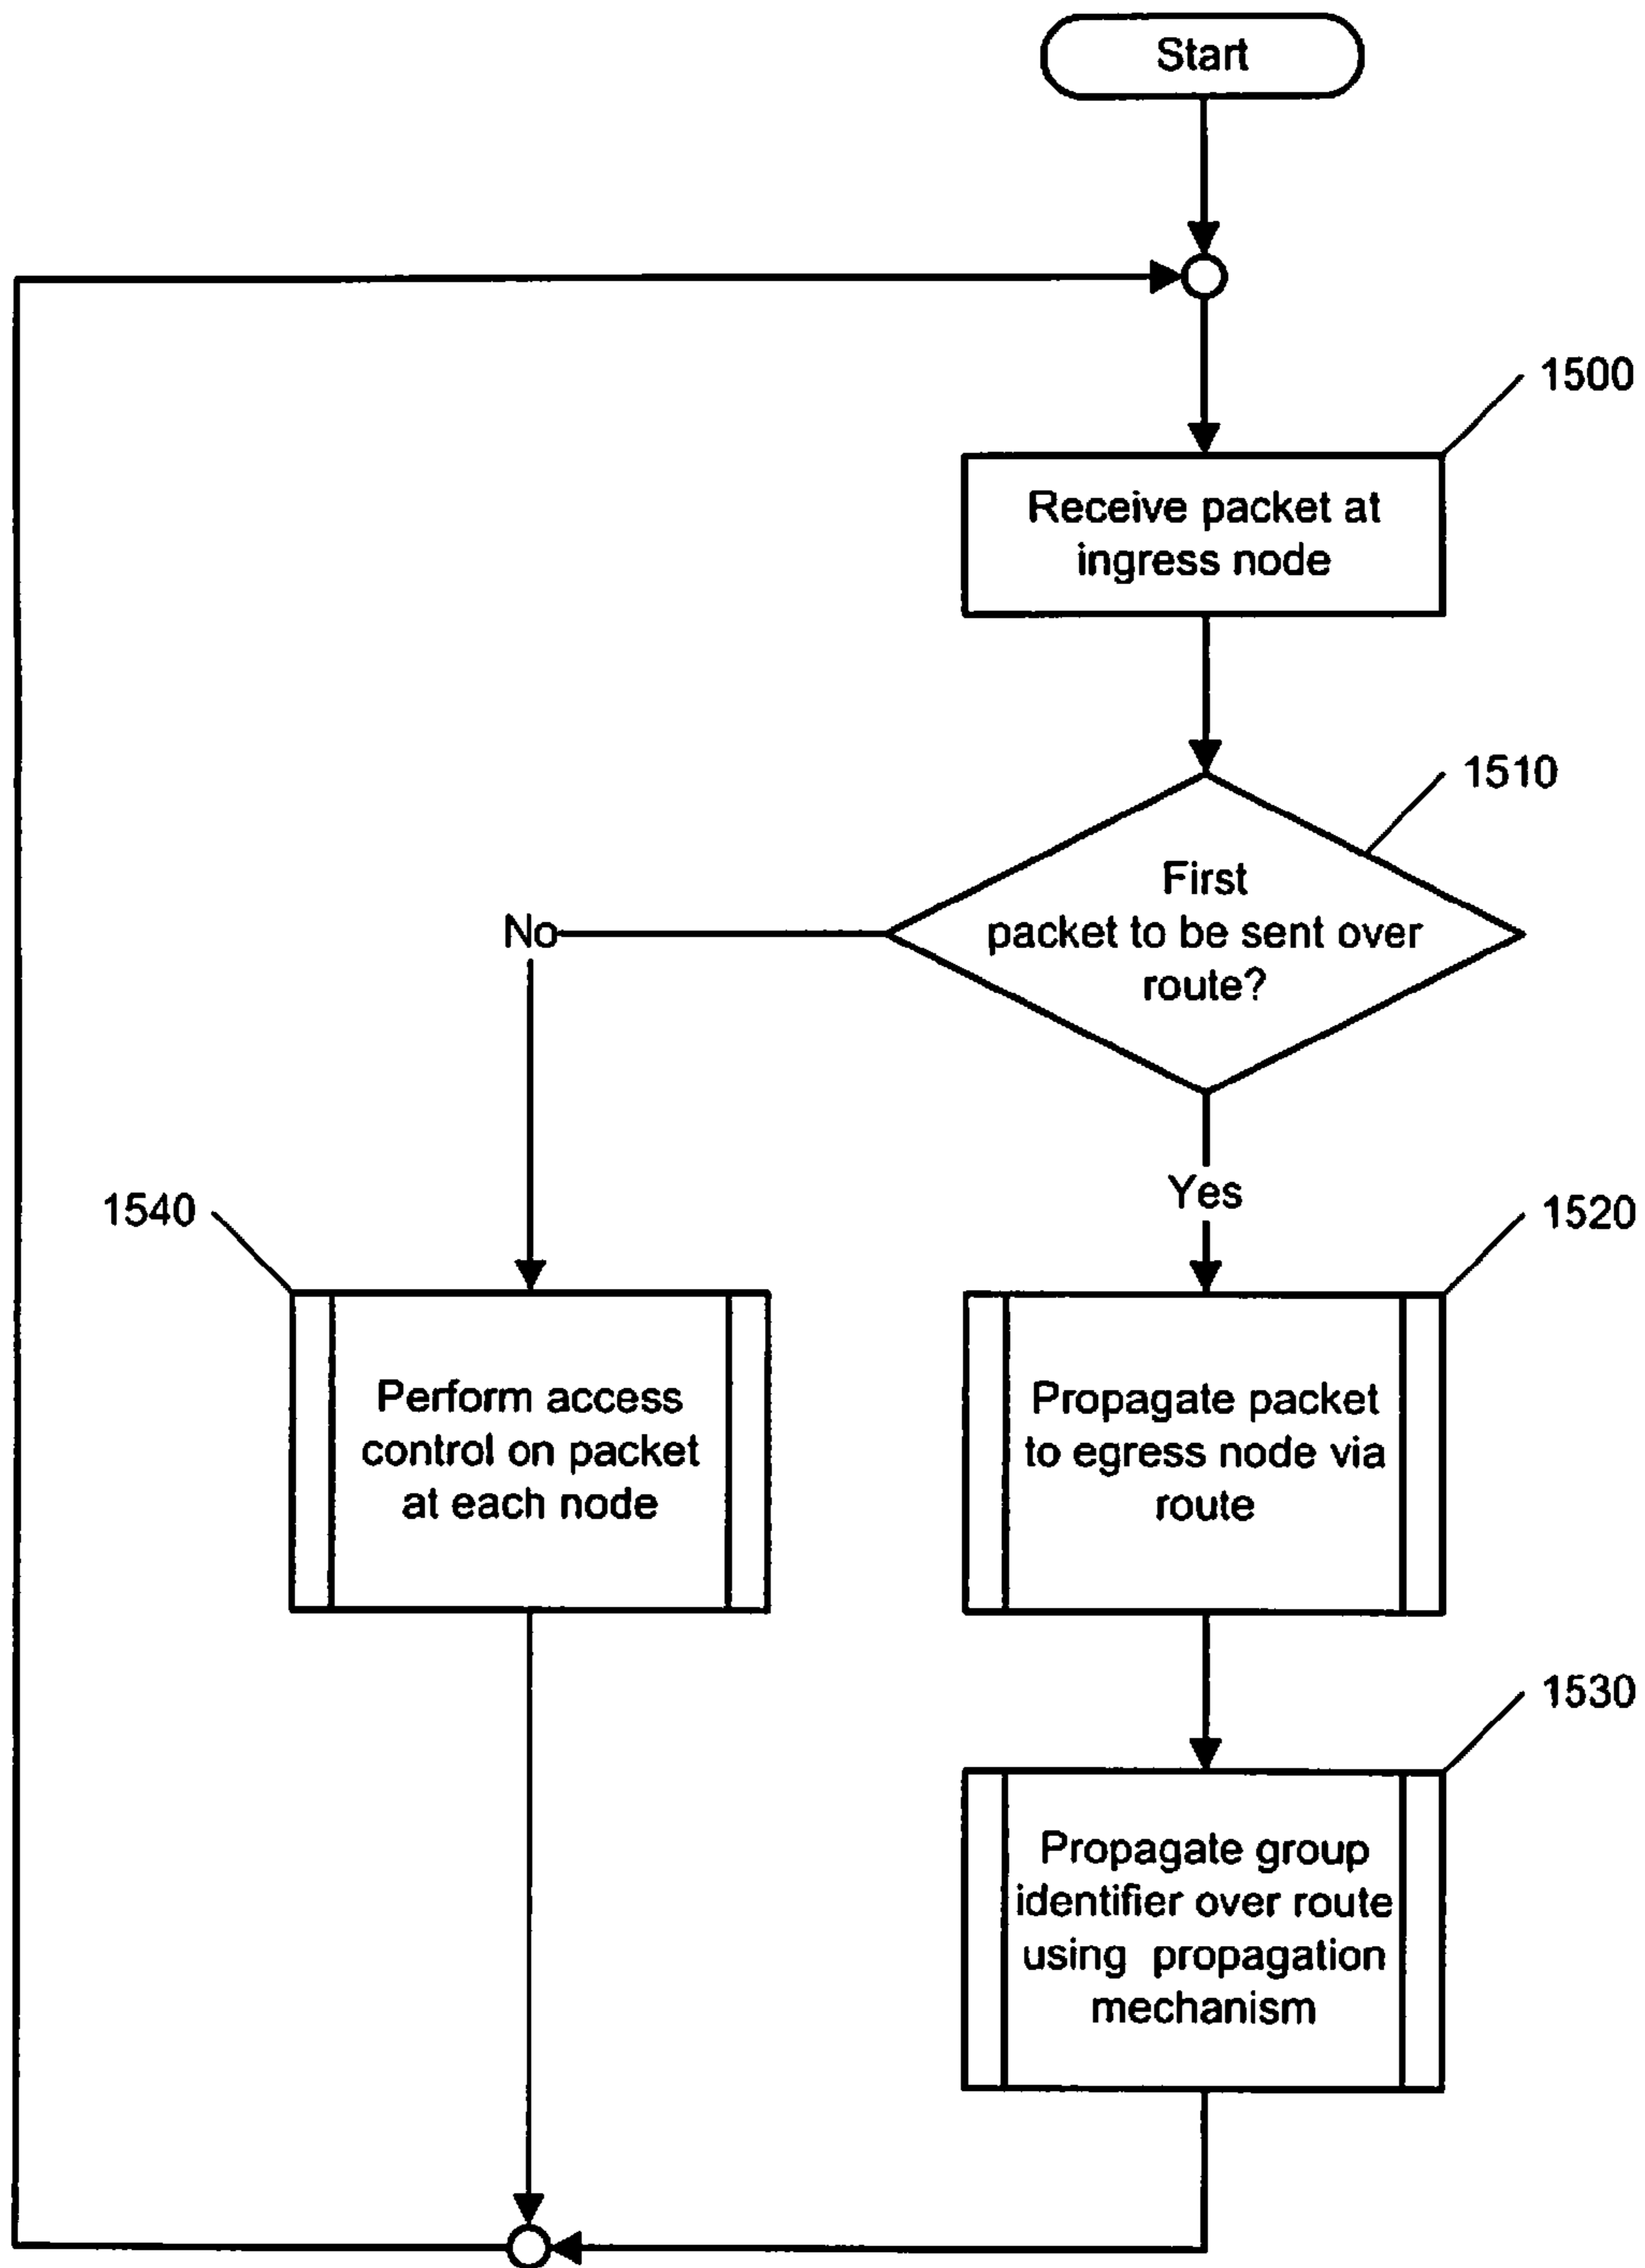 Start
1500
Receive packet at
ingress node
1510
First
packet to be sent over
route?
No
Yes
1540
1520
Perform access
control on packet
at each node
Propagate packet
to egress node via
route
1530
Propagate group
identifier over route
using propagation
mechanism